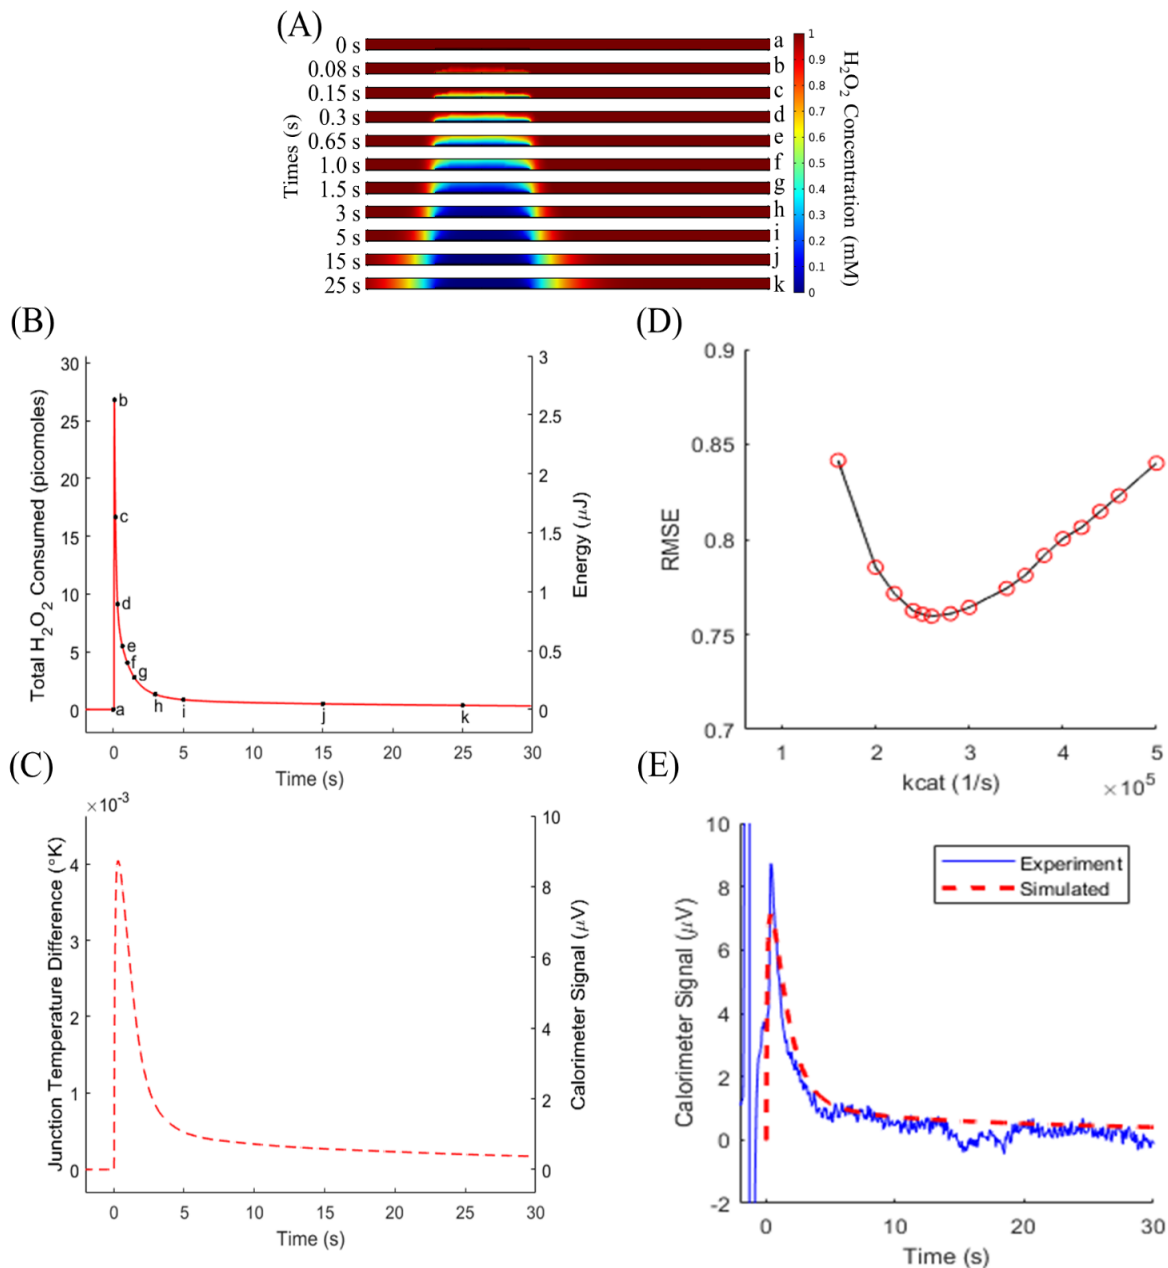 (A)
0 s
0.08 s
0.15 s
0.3 s
0.65 s
1.0 s
1.5 s
3 s
5 s
15 s
25 s
Times (s)
a
b
c
d
e
f
g
h
i
j
k
1
0.9
0.8
0.7
0.6
0.5
0.4
0.3
0.2
0.1
0
H₂O₂ Concentration (mM)
(B)
Total H₂O₂ Consumed (picomoles)
30
25
20
15
10
5
0
3
2.5
2
1.5
1
0.5
0
Energy (μJ)
b
c
d
e
f
g
a
h
i
j
k
0 5 10 15 20 25 30
Time (s)
(C)
×10⁻³
Junction Temperature Difference (°K)
4
3
2
1
0
10
8
6
4
2
0
Calorimeter Signal (μV)
0 5 10 15 20 25 30
Time (s)
(D)
RMSE
0.9
0.85
0.8
0.75
0.7
1 2 3 4 5
kcat (1/s)
×10⁵
(E)
Calorimeter Signal (μV)
10
8
6
4
2
0
-2
Experiment
Simulated
0 10 20 30
Time (s)